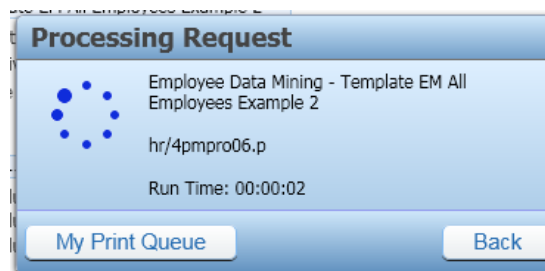 Processing Request
Employee Data Mining - Template EM All
Employees Example 2
hr/4pmpro06.p
Run Time: 00:00:02
My Print Queue
Back